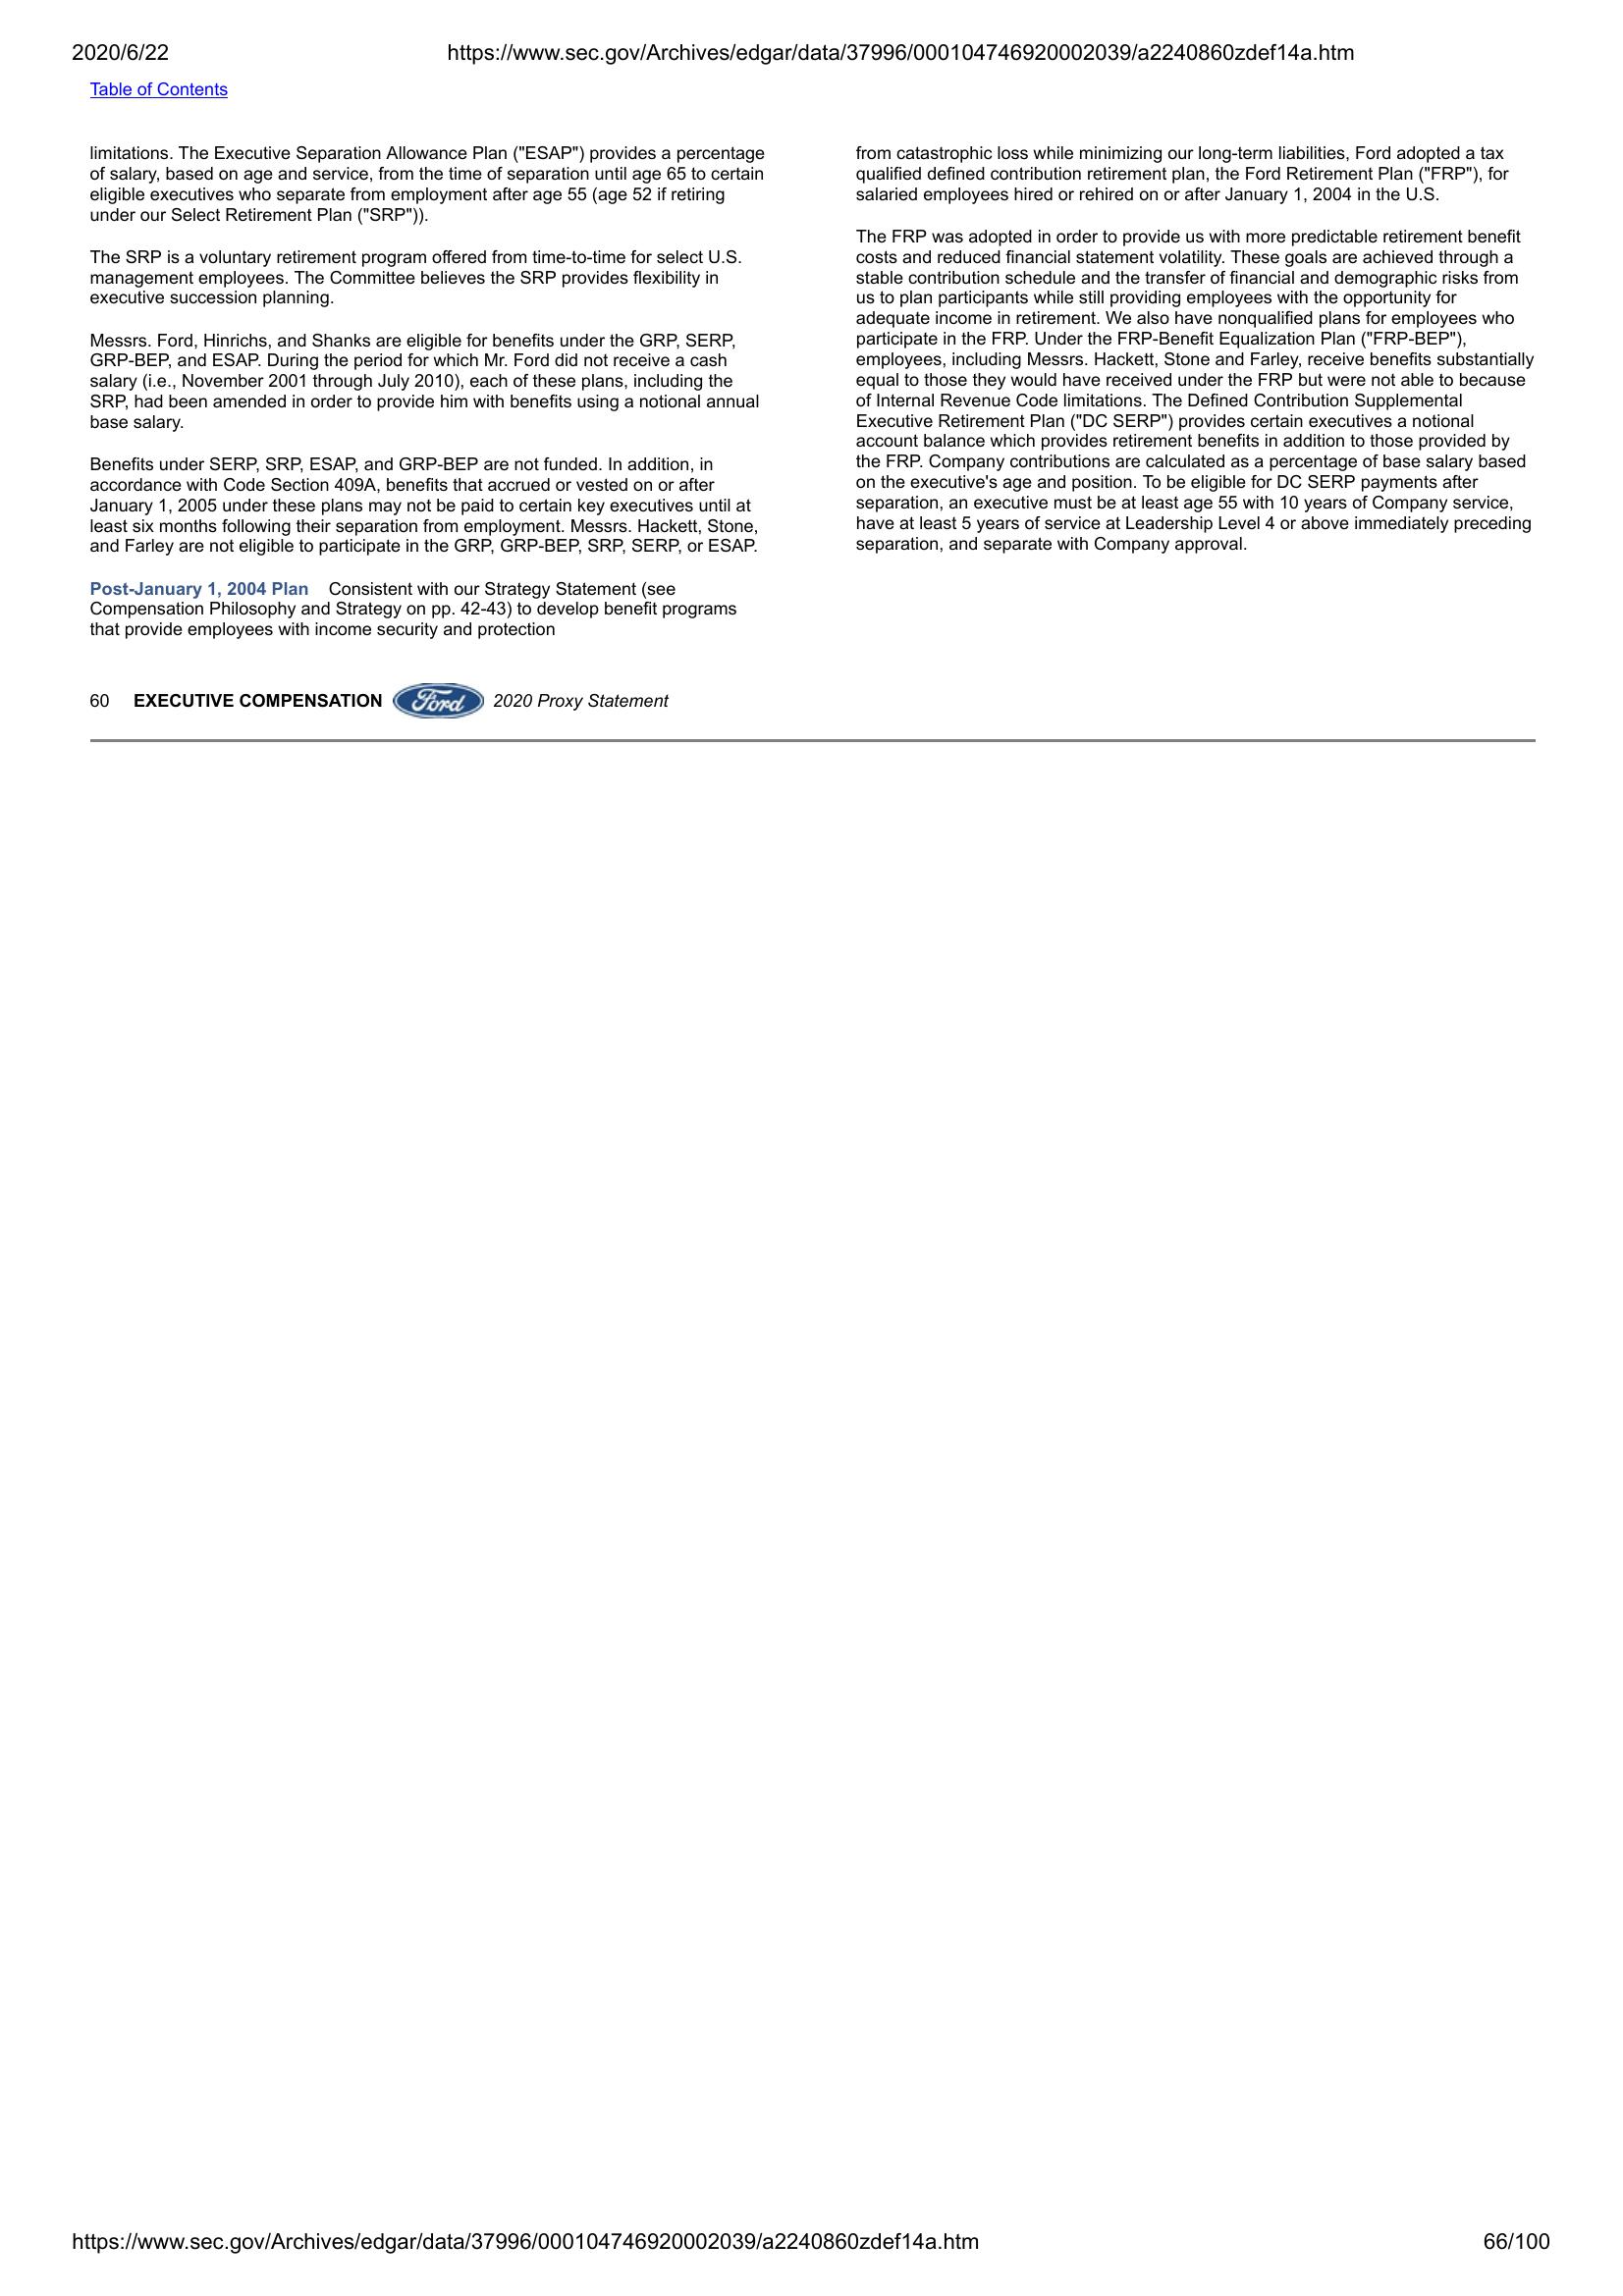 2020/6/22 https://www.sec.gov/Archives/edgar/data/37996/000104746920002039/a2240860zdef14a.htm
Table of Contents
limitations. The Executive Separation Allowance Plan ("ESAP") provides a percentage
of salary, based on age and service, from the time of separation until age 65 to certain
eligible executives who separate from employment after age 55 (age 52 if retiring
under our Select Retirement Plan ("SRP")).
The SRP is a voluntary retirement program offered from time-to-time for select U.S.
management employees. The Committee believes the SRP provides flexibility in
executive succession planning.
Messrs. Ford, Hinrichs, and Shanks are eligible for benefits under the GRP, SERP,
GRP-BEP, and ESAP. During the period for which Mr. Ford did not receive a cash
salary (i.e., November 2001 through July 2010), each of these plans, including the
SRP, had been amended in order to provide him with benefits using a notional annual
base salary.
Benefits under SERP, SRP, ESAP, and GRP-BEP are not funded. In addition, in
accordance with Code Section 409A, benefits that accrued or vested on or after
January 1, 2005 under these plans may not be paid to certain key executives until at
least six months following their separation from employment. Messrs. Hackett, Stone,
and Farley are not eligible to participate in the GRP, GRP-BEP, SRP, SERP, or ESAP.
Post-January 1, 2004 Plan Consistent with our Strategy Statement (see
Compensation Philosophy and Strategy on pp. 42-43) to develop benefit programs
that provide employees with income security and protection
from catastrophic loss while minimizing our long-term liabilities, Ford adopted a tax
qualified defined contribution retirement plan, the Ford Retirement Plan ("FRP"), for
salaried employees hired or rehired on or after January 1, 2004 in the U.S.
The FRP was adopted in order to provide us with more predictable retirement benefit
costs and reduced financial statement volatility. These goals are achieved through a
stable contribution schedule and the transfer of financial and demographic risks from
us to plan participants while still providing employees with the opportunity for
adequate income in retirement. We also have nonqualified plans for employees who
participate in the FRP. Under the FRP-Benefit Equalization Plan ("FRP-BEP"),
employees, including Messrs. Hackett, Stone and Farley, receive benefits substantially
equal to those they would have received under the FRP but were not able to because
of Internal Revenue Code limitations. The Defined Contribution Supplemental
Executive Retirement Plan ("DC SERP") provides certain executives a notional
account balance which provides retirement benefits in addition to those provided by
the FRP. Company contributions are calculated as a percentage of base salary based
on the executive's age and position. To be eligible for DC SERP payments after
separation, an executive must be at least age 55 with 10 years of Company service,
have at least 5 years of service at Leadership Level 4 or above immediately preceding
separation, and separate with Company approval.
60 EXECUTIVE COMPENSATION Ford 2020 Proxy Statement
https://www.sec.gov/Archives/edgar/data/37996/000104746920002039/a2240860zdef14a.htm 66/100